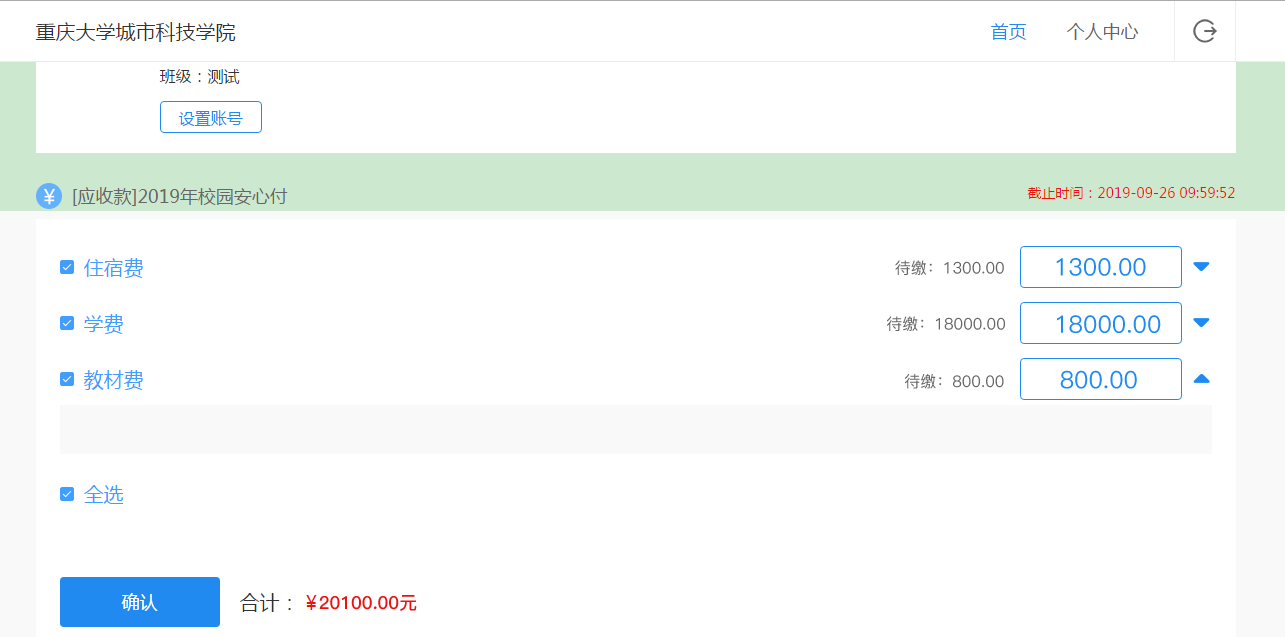 重庆大学城市科技学院
首页
个人中心
班级：测试
设置账号
¥ [应收款]2019年校园安心付
截止时间：2019-09-26 09:59:52
住宿费
待缴：1300.00
1300.00
学费
待缴：18000.00
18000.00
教材费
待缴：800.00
800.00
全选
确认
合计：¥20100.00元